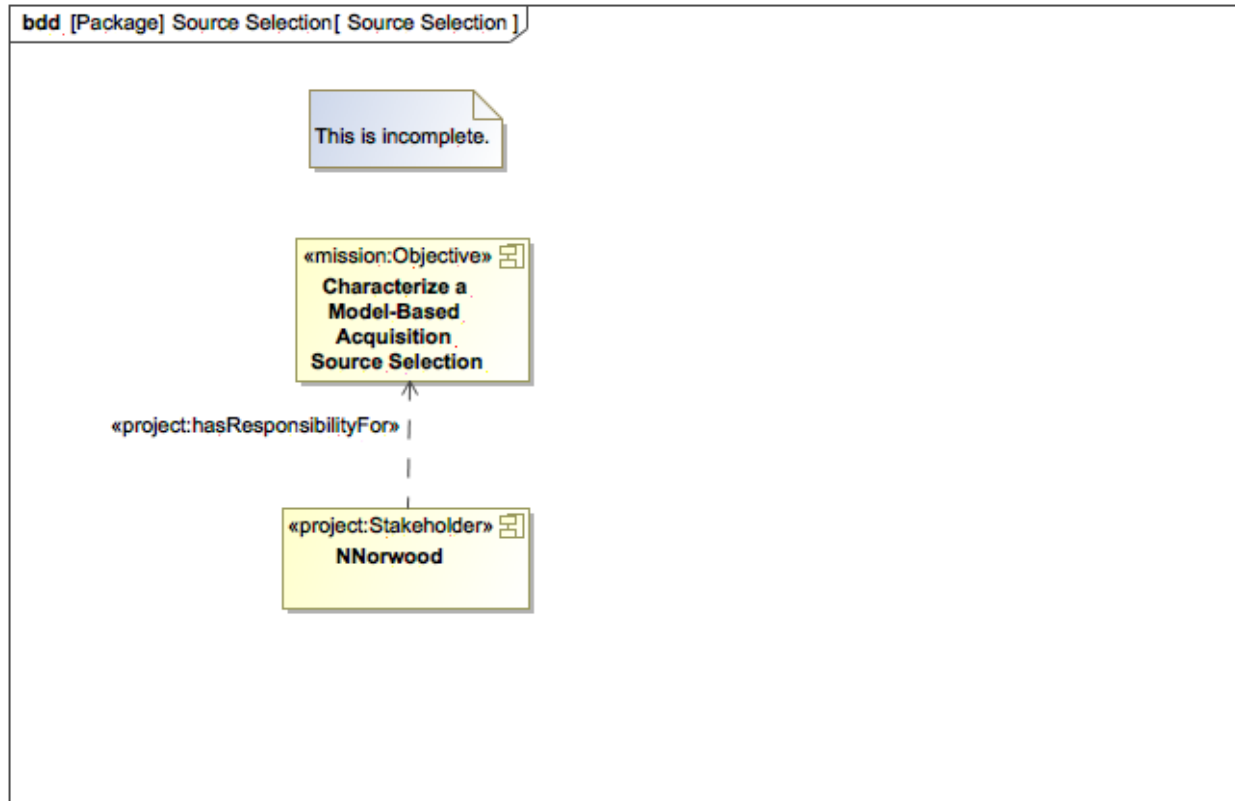 bdd [Package] Source Selection[ Source Selection ]
This is incomplete.
«mission:Objective»
Characterize a
Model-Based
Acquisition
Source Selection
«project:hasResponsibilityFor»
«project:Stakeholder»
NNorwood